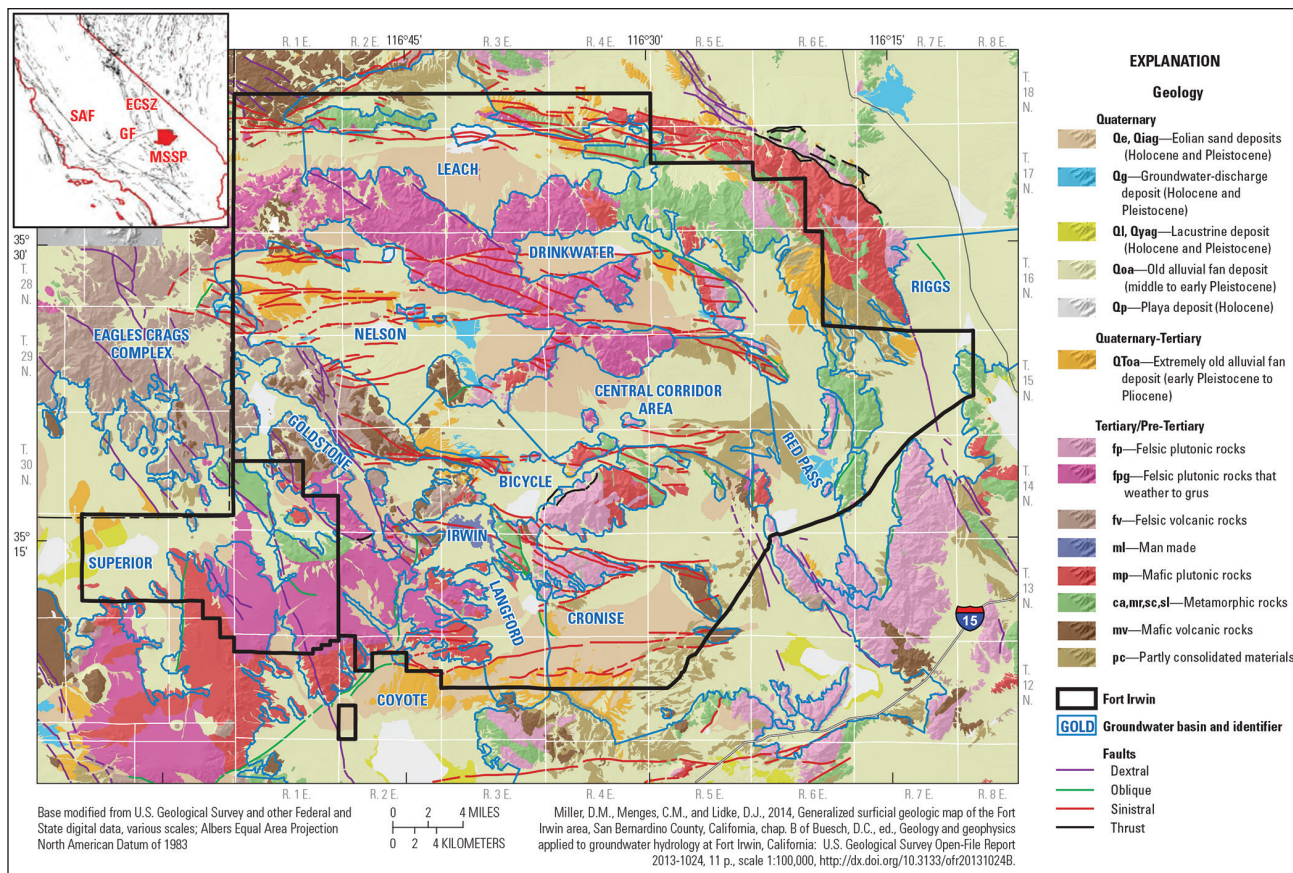 R. 1 E.
R. 2 E.
116°45'
R. 3 E.
R. 4 E.
116°30'
R. 5 E.
R. 6 E.
116°15'
R. 7 E.
R. 8 E.
SAF
ECSZ
GF
MSSP
T.
18
N.
T.
17
N.
T.
16
N.
T.
15
N.
T.
14
N.
T.
13
N.
T.
12
N.
35°
30'
T.
28
N.
T.
29
N.
T.
30
N.
35°
15'
LEACH
DRINKWATER
RIGGS
EAGLES CRAGS
COMPLEX
NELSON
CENTRAL CORRIDOR
AREA
GOLDSTONE
RED PASS
BICYCLE
IRWIN
SUPERIOR
LANGFORD
CRONISE
COYOTE
15
R. 1 E.
R. 2 E.
R. 3 E.
R. 4 E.
R. 5 E.
R. 6 E.
R. 7 E.
R. 8 E.
Base modified from U.S. Geological Survey and other Federal and
State digital data, various scales; Albers Equal Area Projection
North American Datum of 1983
0 2 4 MILES
0 2 4 KILOMETERS
Miller, D.M., Menges, C.M., and Lidke, D.J., 2014, Generalized surficial geologic map of the Fort
Irwin area, San Bernardino County, California, chap. B of Buesch, D.C., ed., Geology and geophysics
applied to groundwater hydrology at Fort Irwin, California: U.S. Geological Survey Open-File Report
2013-1024, 11 p., scale 1:100,000, http://dx.doi.org/10.3133/ofr20131024B.
EXPLANATION
Geology
Quaternary
Qe, Qiag—Eolian sand deposits
(Holocene and Pleistocene)
Qg—Groundwater-discharge
deposit (Holocene and
Pleistocene)
Ql, Qyag—Lacustrine deposit
(Holocene and Pleistocene)
Qoa—Old alluvial fan deposit
(middle to early Pleistocene)
Qp—Playa deposit (Holocene)
Quaternary-Tertiary
QToa—Extremely old alluvial fan
deposit (early Pleistocene to
Pliocene)
Tertiary/Pre-Tertiary
fp—Felsic plutonic rocks
fpg—Felsic plutonic rocks that
weather to grus
fv—Felsic volcanic rocks
ml—Man made
mp—Mafic plutonic rocks
ca,mr,sc,sl—Metamorphic rocks
mv—Mafic volcanic rocks
pc—Partly consolidated materials
Fort Irwin
GOLD Groundwater basin and identifier
Faults
Dextral
Oblique
Sinistral
Thrust